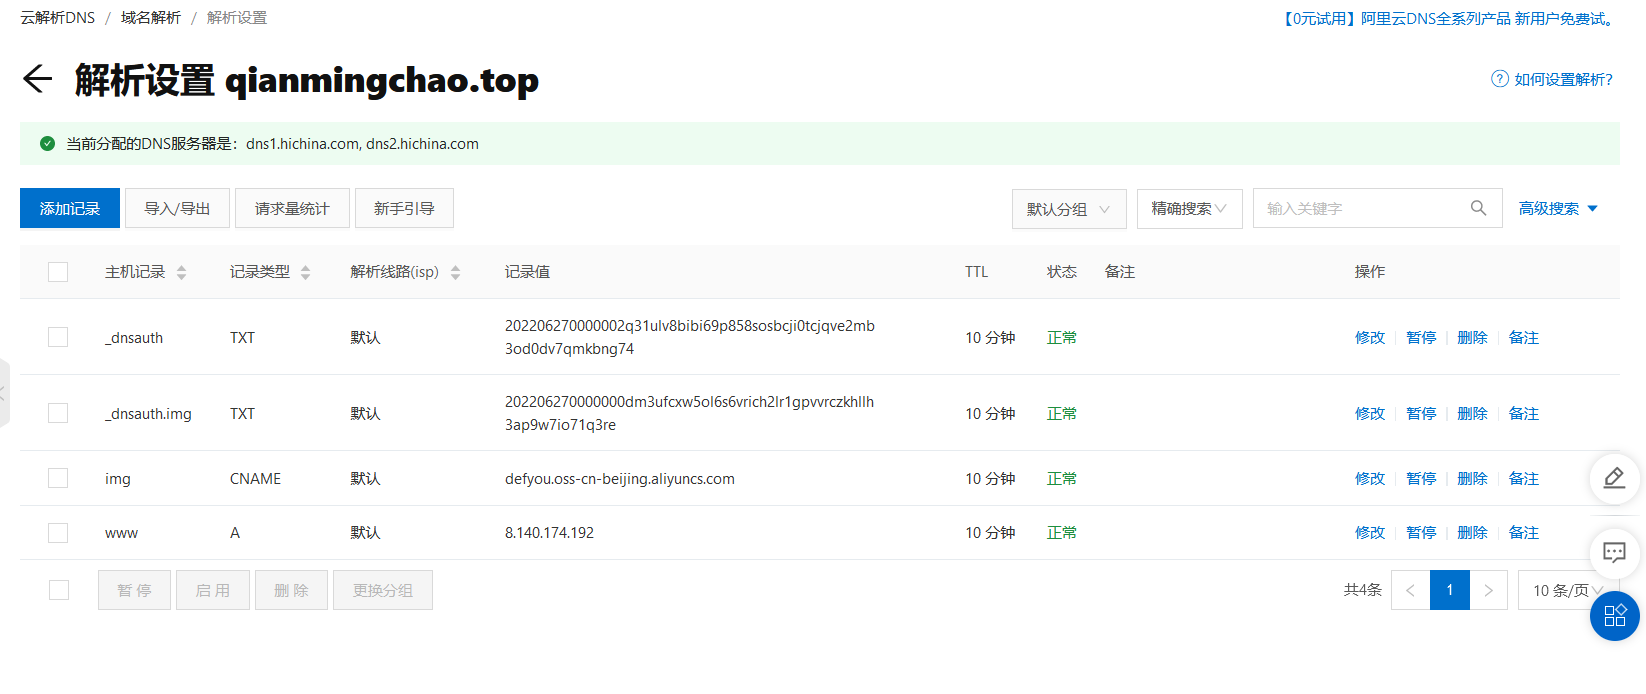 云解析DNS / 域名解析 / 解析设置
【0元试用】阿里云DNS全系列产品 新用户免费试。
解析设置 qianmingchao.top
如何设置解析?
当前分配的DNS服务器是：dns1.hichina.com, dns2.hichina.com
添加记录 导入/导出 请求量统计 新手引导 默认分组 精确搜索 输入关键字 高级搜索
主机记录 记录类型 解析线路(isp) 记录值 TTL 状态 备注 操作
_dnsauth TXT 默认 202206270000002q31ulv8bibi69p858sosbcji0tcjqve2mb 10 分钟 正常 修改 暂停 删除 备注
3od0dv7qmkbng74
_dnsauth.img TXT 默认 202206270000000dm3ufcxw5ol6s6vrich2lr1gpvvrczkhllh 10 分钟 正常 修改 暂停 删除 备注
3ap9w7io71q3re
img CNAME 默认 defyou.oss-cn-beijing.aliyuncs.com 10 分钟 正常 修改 暂停 删除 备注
www A 默认 8.140.174.192 10 分钟 正常 修改 暂停 删除 备注
暂停 启用 删除 更换分组 共4条 1 10 条/页